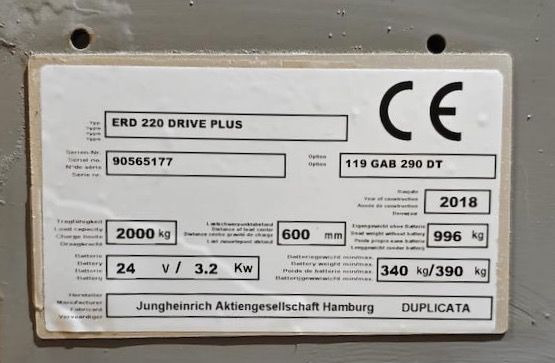 CE
Typ
Type
Type
Type
ERD 220 DRIVE PLUS
Serien-Nr.
Serial no.
N°de série
Serie nr.
90565177
Option
Option
119 GAB 290 DT
Baujahr
Year of construction
Année de construction
Bouwjaar
2018
Tragfähigkeit
Load capacity
Charge limite
Draagkracht
2000 kg
Lastschwerpunktabstand
Distance of load center
Distance centre gravité de charge
Last zwaartepunt afstand
600 mm
Eigengewicht ohne Batterie
Dead weight without battery
Poids propre sans batterie
Leeggewicht zonder batterij
996 kg
Batterie
Battery
Batterie
Batterij
24 V / 3.2 Kw
Batteriegewicht min/max.
Battery weight min/max.
Poids de batterie min/max.
Batterijgewicht min/max.
340 kg/390 kg
Hersteller
Manufacturer
Fabricant
Vervaardiger
Jungheinrich Aktiengesellschaft Hamburg DUPLICATA